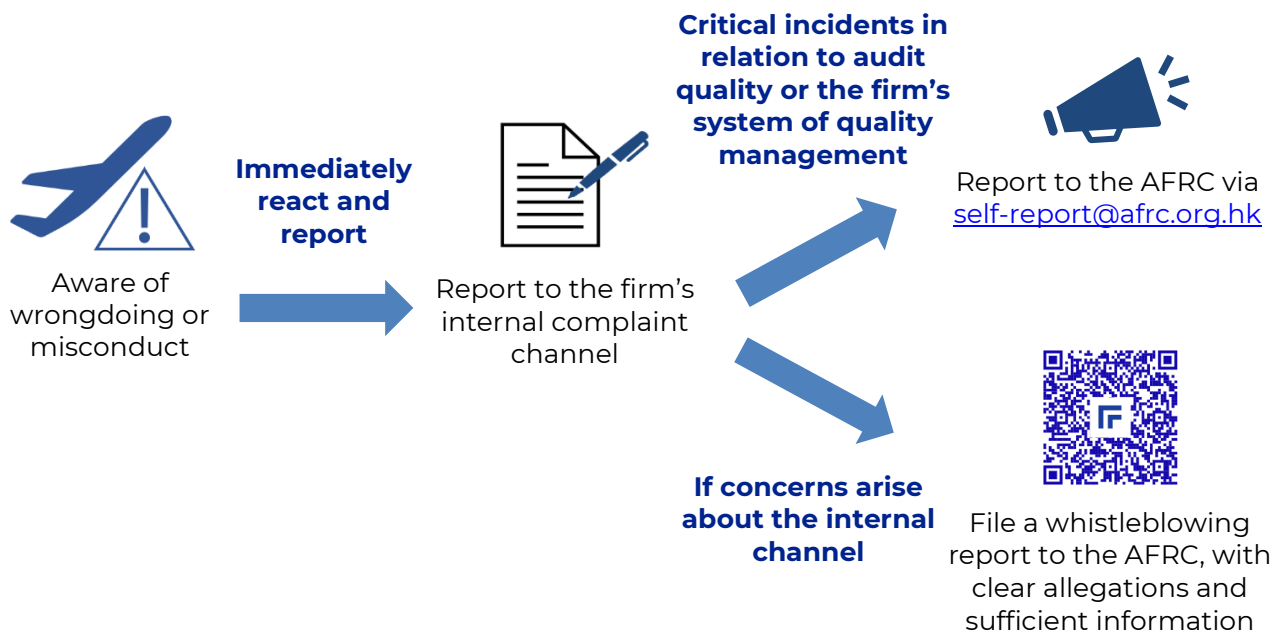 Aware of
wrongdoing or
misconduct
Immediately
react and
report
Report to the firm's
internal complaint
channel
Critical incidents in
relation to audit
quality or the firm's
system of quality
management
Report to the AFRC via
self-report@afrc.org.hk
If concerns arise
about the internal
channel
File a whistleblowing
report to the AFRC, with
clear allegations and
sufficient information